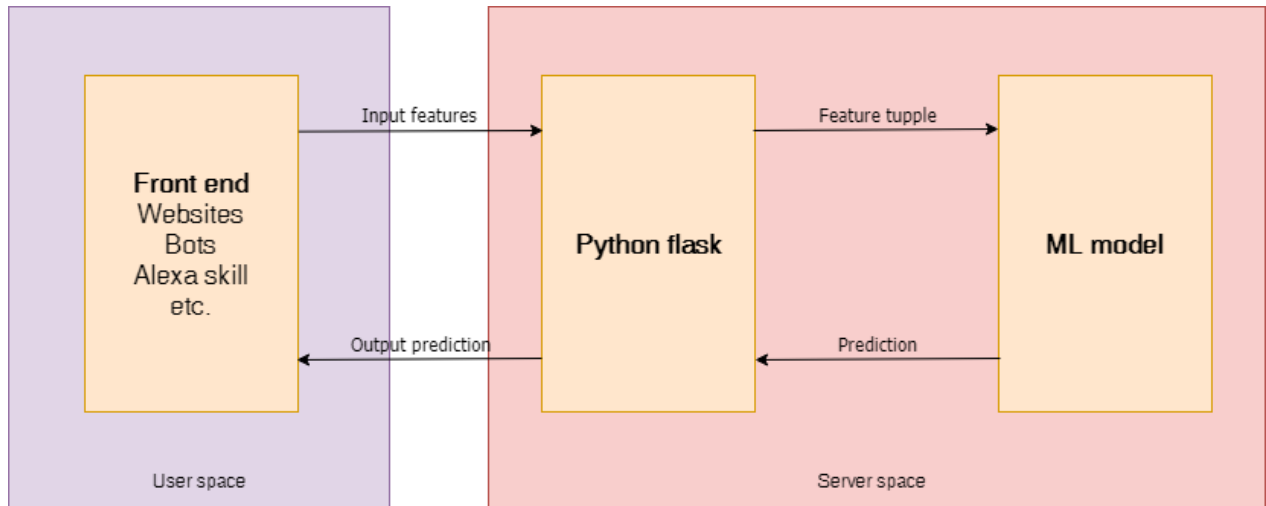 Front end
Websites
Bots
Alexa skill
etc.
User space
Input features
Output prediction
Python flask
Feature tupple
Prediction
ML model
Server space